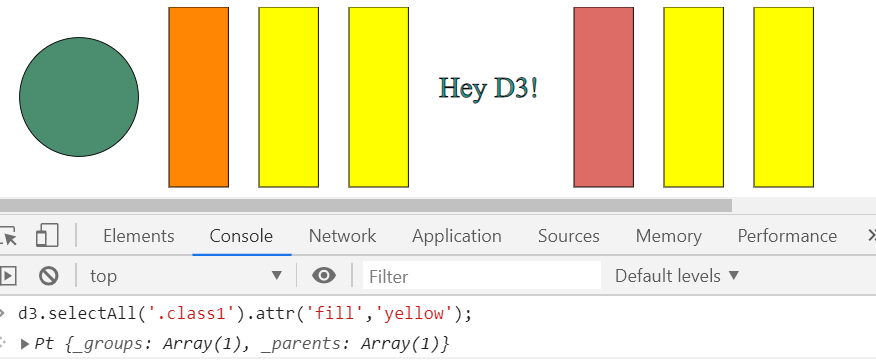 Hey D3!
Elements Console Network Application Sources Memory Performance
top Filter Default levels
d3.selectAll('.class1').attr('fill','yellow');
Pt {_groups: Array(1), _parents: Array(1)}